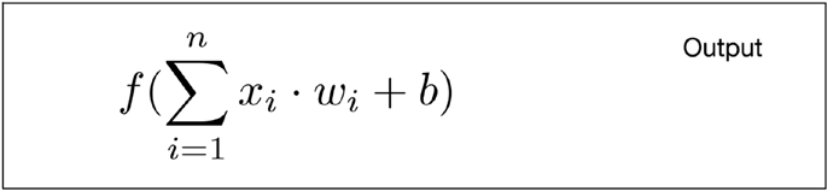 f(∑_{i=1}^{n} x_i · w_i + b)
Output